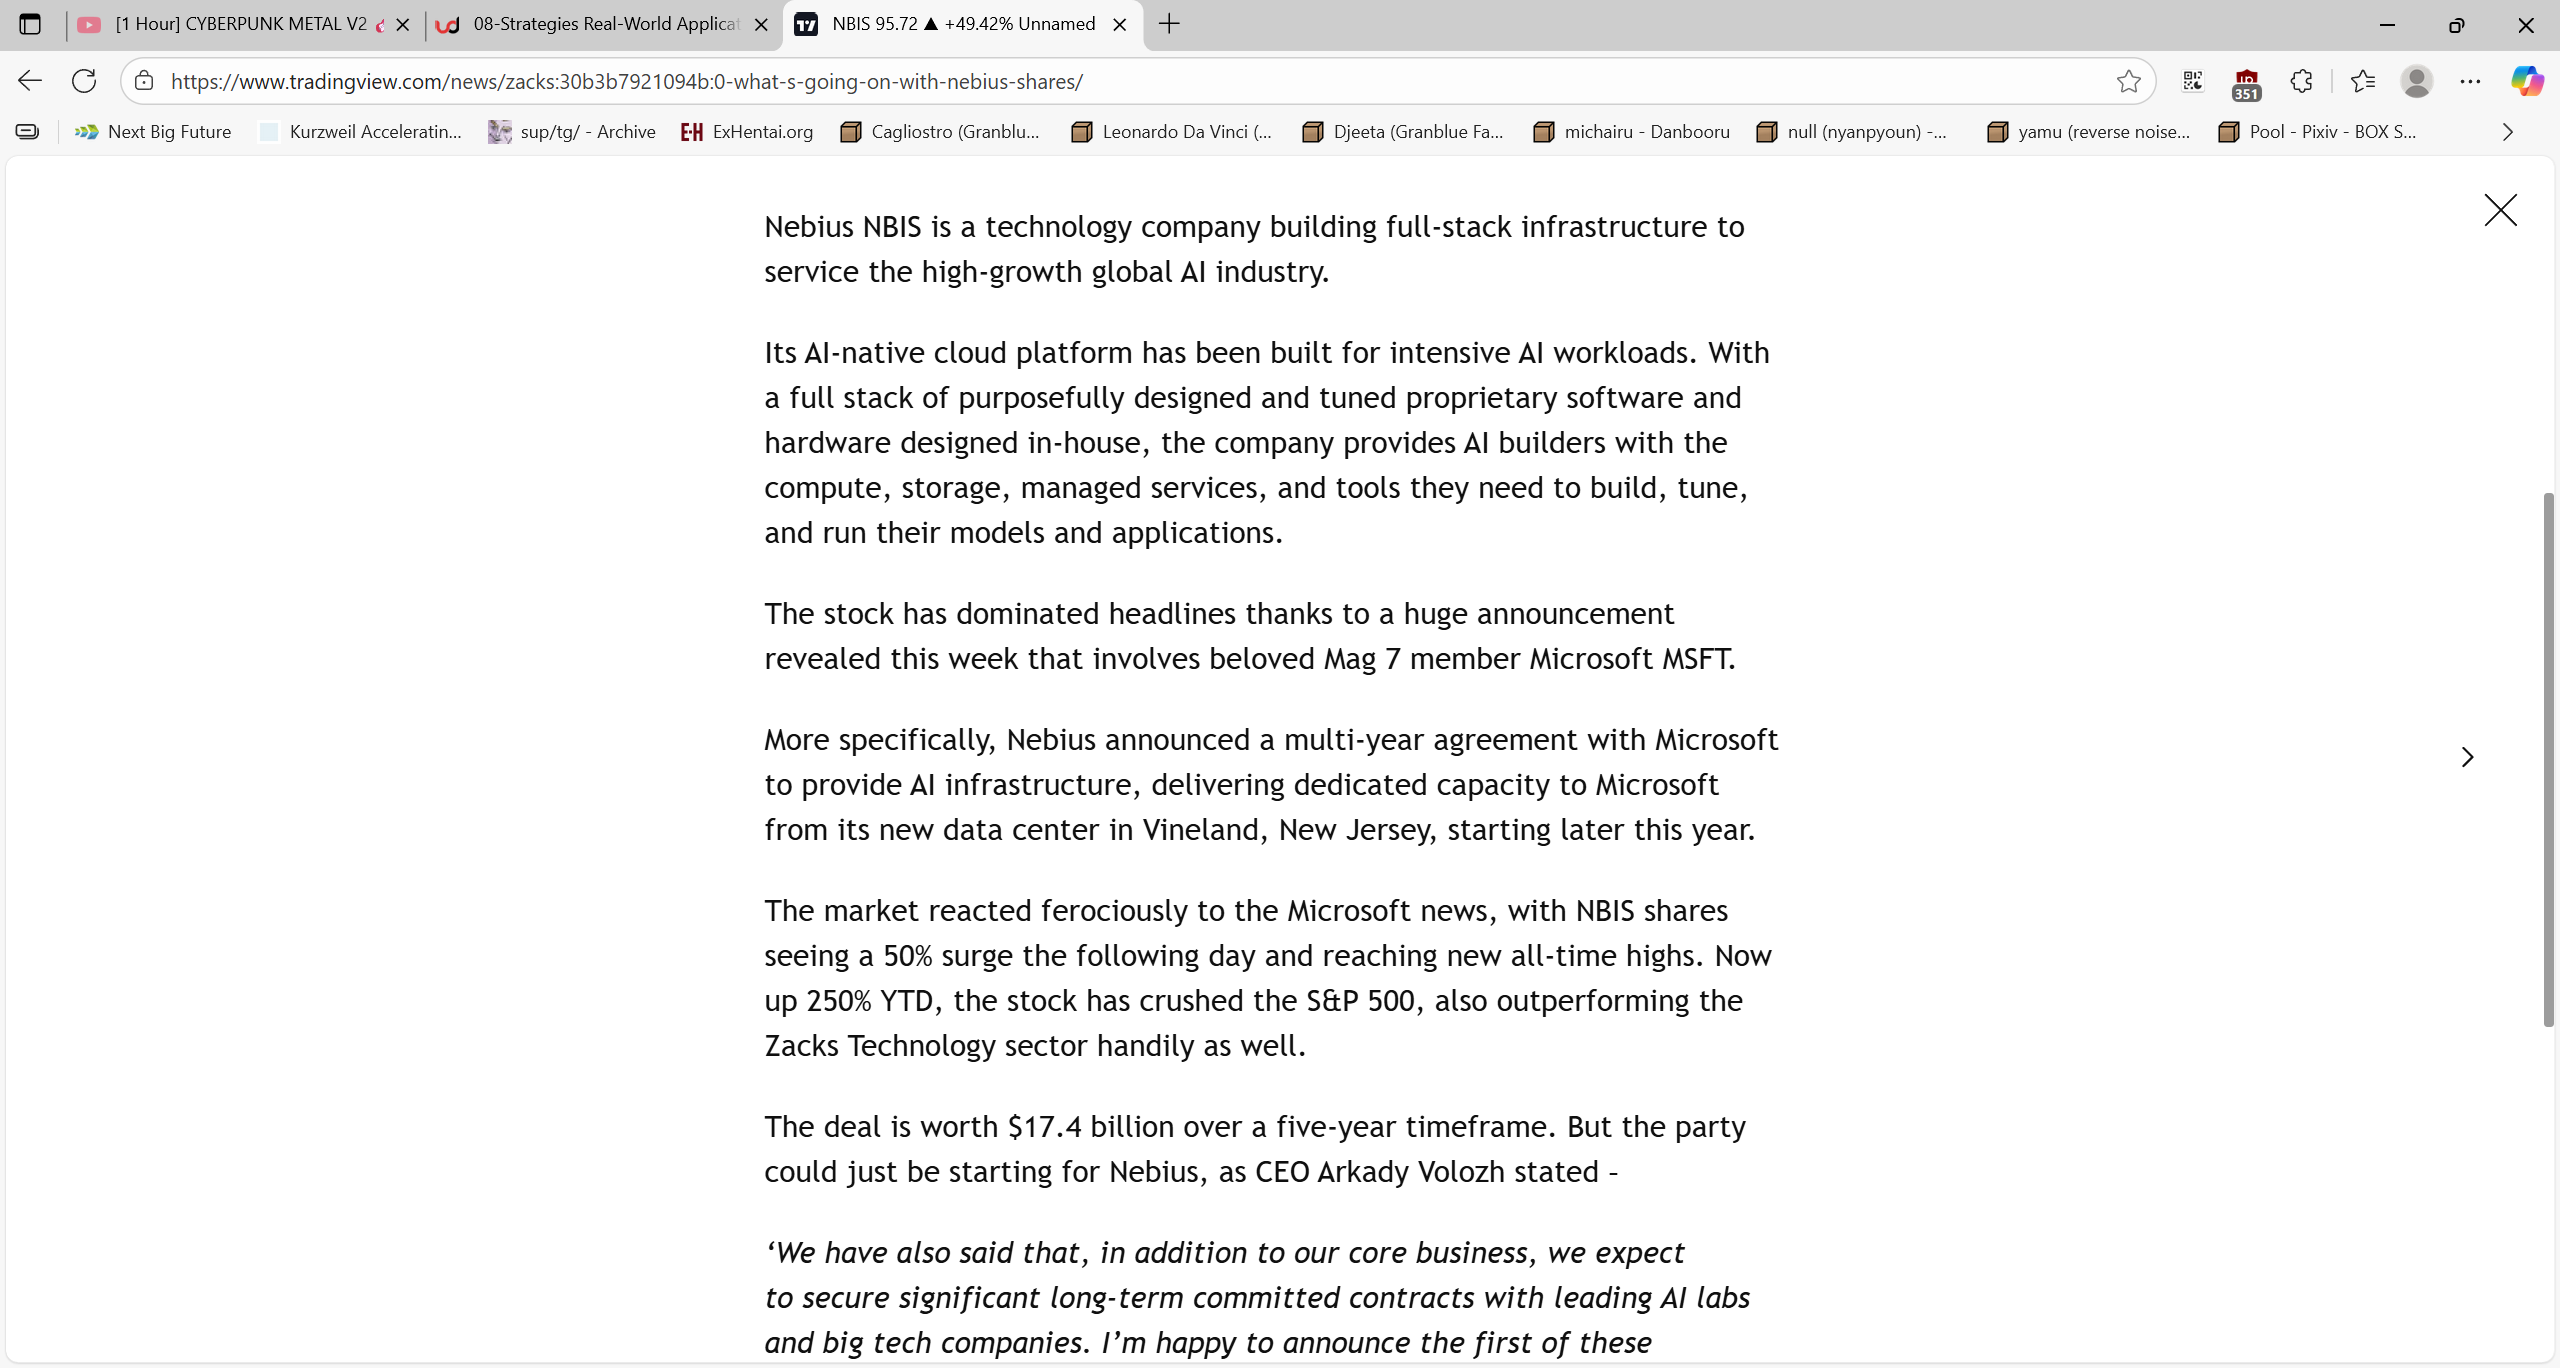 [1 Hour] CYBERPUNK METAL V2
08-Strategies Real-World Applicat
NBIS 95.72 ▲ +49.42% Unnamed
https://www.tradingview.com/news/zacks:30b3b7921094b:0-what-s-going-on-with-nebius-shares/
351
Next Big Future
Kurzweil Acceleratin...
sup/tg/ - Archive
E-H ExHentai.org
Cagliostro (Granblu...
Leonardo Da Vinci (...
Djeeta (Granblue Fa...
michairu - Danbooru
null (nyanpyoun) -...
yamu (reverse noise...
Pool - Pixiv - BOX S...
Nebius NBIS is a technology company building full-stack infrastructure to
service the high-growth global AI industry.
Its AI-native cloud platform has been built for intensive AI workloads. With
a full stack of purposefully designed and tuned proprietary software and
hardware designed in-house, the company provides AI builders with the
compute, storage, managed services, and tools they need to build, tune,
and run their models and applications.
The stock has dominated headlines thanks to a huge announcement
revealed this week that involves beloved Mag 7 member Microsoft MSFT.
More specifically, Nebius announced a multi-year agreement with Microsoft
to provide AI infrastructure, delivering dedicated capacity to Microsoft
from its new data center in Vineland, New Jersey, starting later this year.
The market reacted ferociously to the Microsoft news, with NBIS shares
seeing a 50% surge the following day and reaching new all-time highs. Now
up 250% YTD, the stock has crushed the S&P 500, also outperforming the
Zacks Technology sector handily as well.
The deal is worth $17.4 billion over a five-year timeframe. But the party
could just be starting for Nebius, as CEO Arkady Volozh stated –
‘We have also said that, in addition to our core business, we expect
to secure significant long-term committed contracts with leading AI labs
and big tech companies. I’m happy to announce the first of these